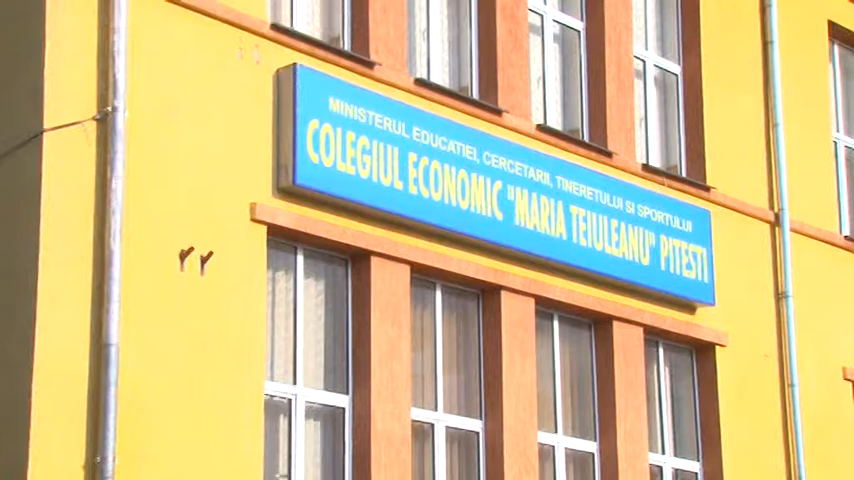 MINISTERUL EDUCATIEI, CERCETARII, TINERETULUI SI SPORTULUI
COLEGIUL ECONOMIC "MARIA TEIULEANU" PITESTI